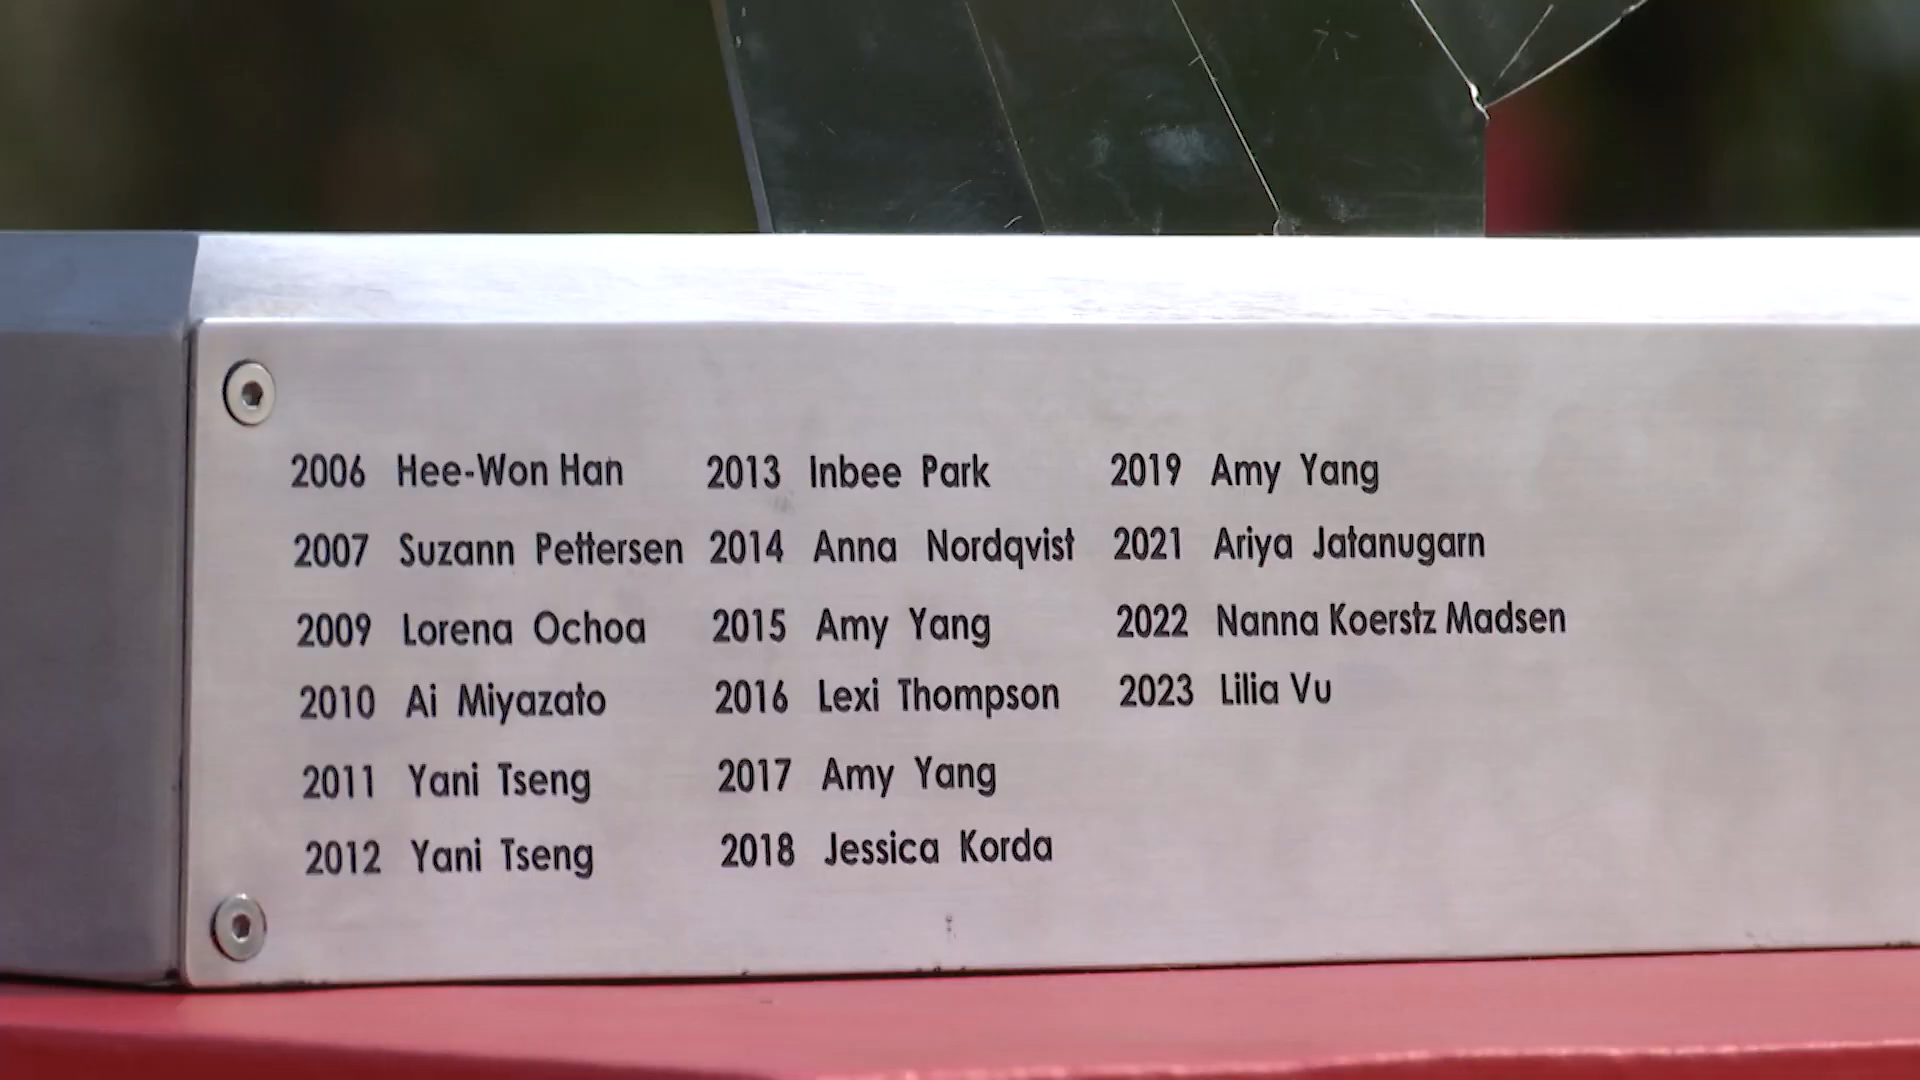 2006 Hee-Won Han
2007 Suzann Pettersen
2009 Lorena Ochoa
2010 Ai Miyazato
2011 Yani Tseng
2012 Yani Tseng
2013 Inbee Park
2014 Anna Nordqvist
2015 Amy Yang
2016 Lexi Thompson
2017 Amy Yang
2018 Jessica Korda
2019 Amy Yang
2021 Ariya Jatanugarn
2022 Nanna Koerstz Madsen
2023 Lilia Vu